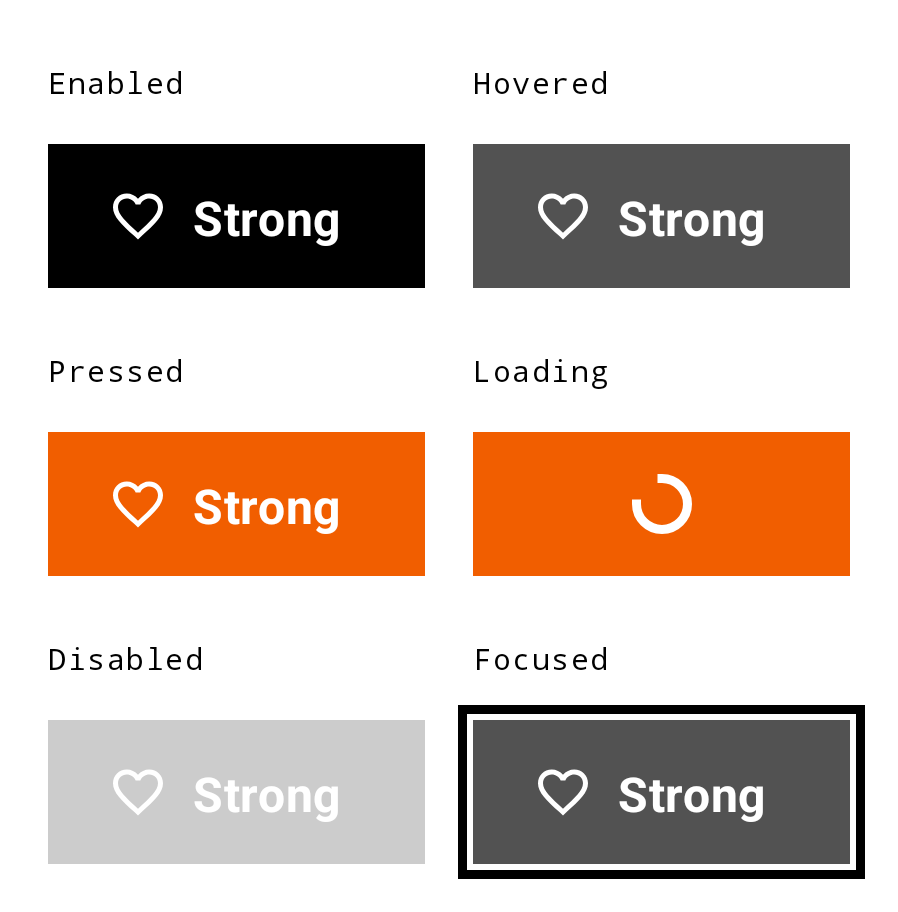 Enabled
Hovered
Strong
Strong
Pressed
Loading
Strong
Disabled
Focused
Strong
Strong